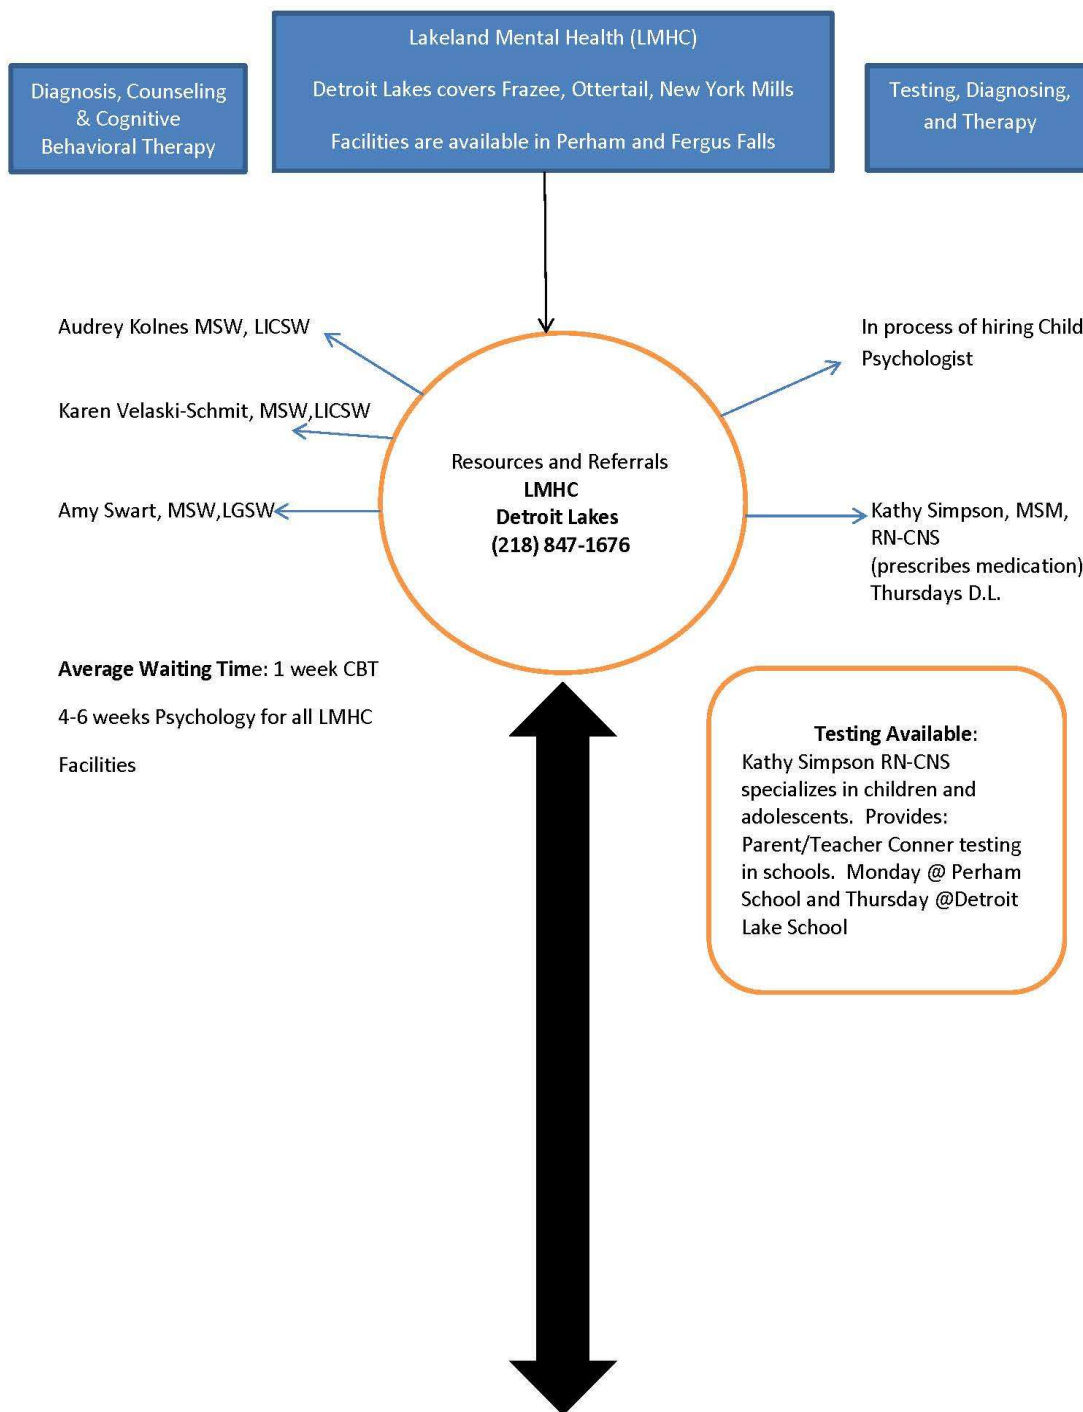 Lakeland Mental Health (LMHC)
Detroit Lakes covers Frazee, Ottertail, New York Mills
Facilities are available in Perham and Fergus Falls
Diagnosis, Counseling
& Cognitive
Behavioral Therapy
Testing, Diagnosing,
and Therapy
Audrey Kolnes MSW, LICSW
Karen Velaski-Schmit, MSW,LICSW
Amy Swart, MSW,LGSW
Resources and Referrals
LMHC
Detroit Lakes
(218) 847-1676
In process of hiring Child
Psychologist
Kathy Simpson, MSM,
RN-CNS
(prescribes medication)
Thursdays D.L.
Average Waiting Time: 1 week CBT
4-6 weeks Psychology for all LMHC
Facilities
Testing Available:
Kathy Simpson RN-CNS
specializes in children and
adolescents.  Provides:
Parent/Teacher Conner testing
in schools.  Monday @ Perham
School and Thursday @Detroit
Lake School